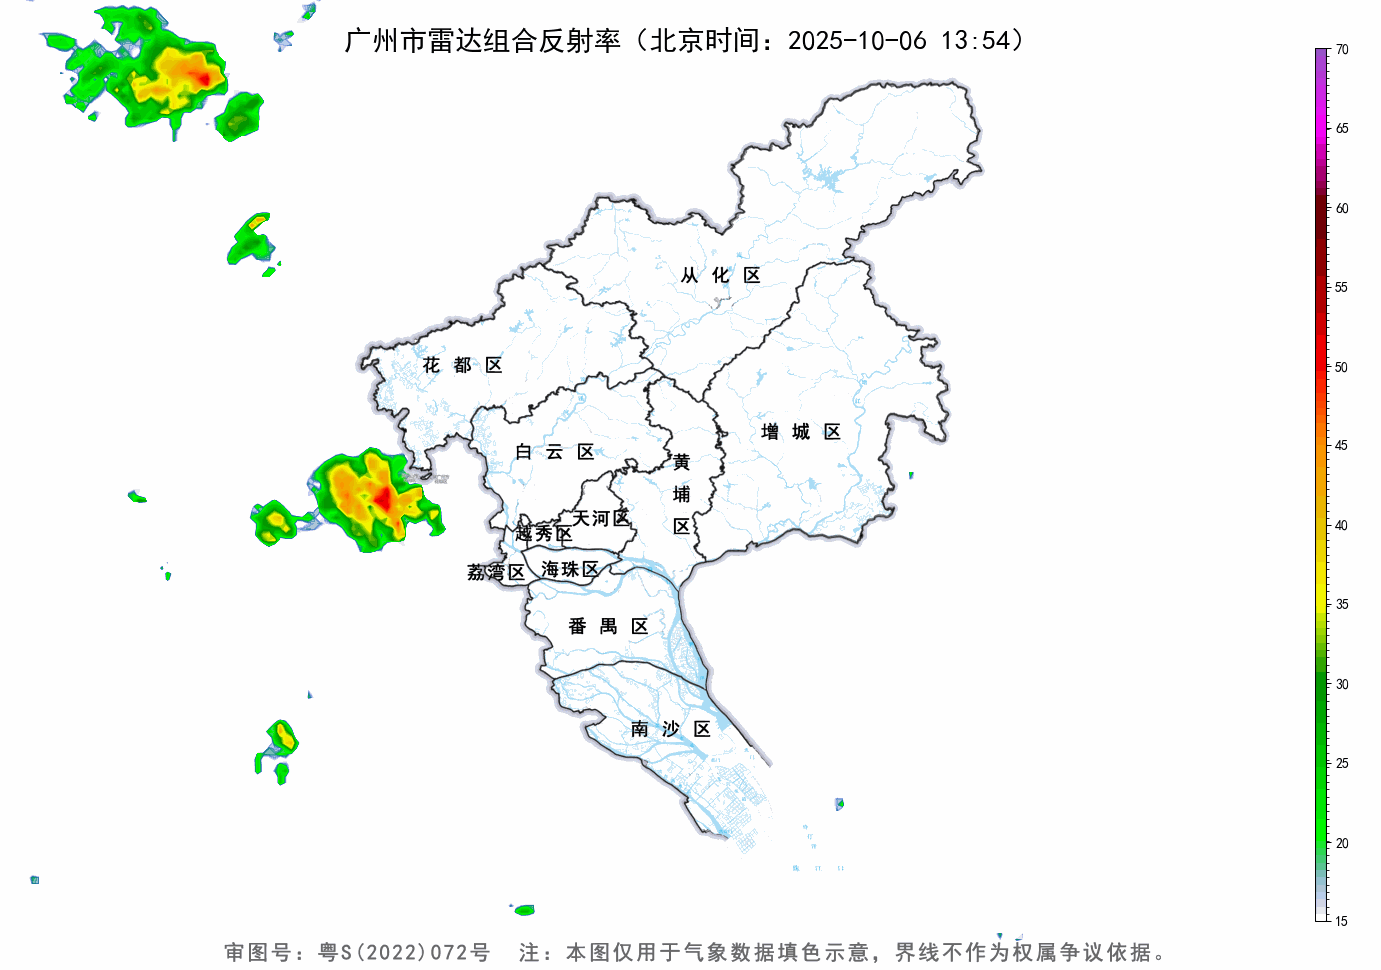 广州市雷达组合反射率（北京时间：2025-10-06 13:54）
70
65
60
55
50
45
40
35
30
25
20
15
从化区
花都区
增城区
白云区
黄埔区
天河区
越秀区
荔湾区
海珠区
番禺区
南沙区
审图号：粤S(2022)072号 注：本图仅用于气象数据填色示意，界线不作为权属争议依据。